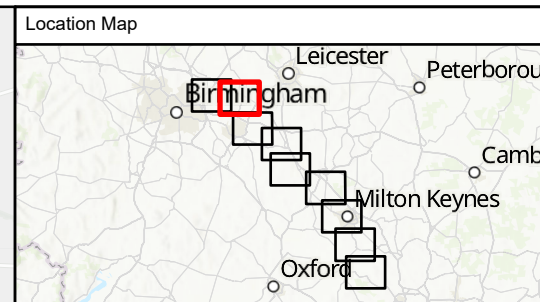 Location Map
Leicester
Peterborou
Birmingham
Camb
Milton Keynes
Oxford